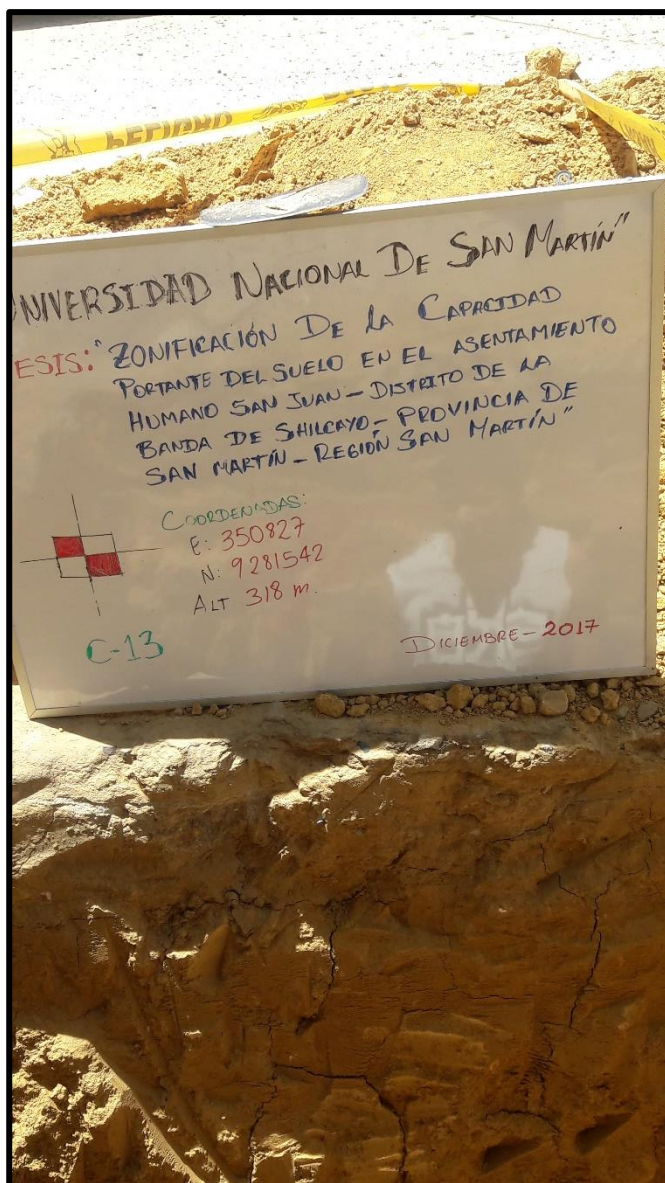 PELIGRO
UNIVERSIDAD NACIONAL DE SAN MARTÍN"
ESIS: "ZONIFICACIÓN DE LA CAPACIDAD
PORTANTE DEL SUELO EN EL ASENTAMIENTO
HUMANO SAN JUAN - DISTRITO DE LA
BANDA DE SHILCAYO - PROVINCIA DE
SAN MARTÍN - REGIÓN SAN MARTÍN"
COORDENADAS:
E: 350827
N: 9281542
ALT 318 m.
C-13
DICIEMBRE - 2017